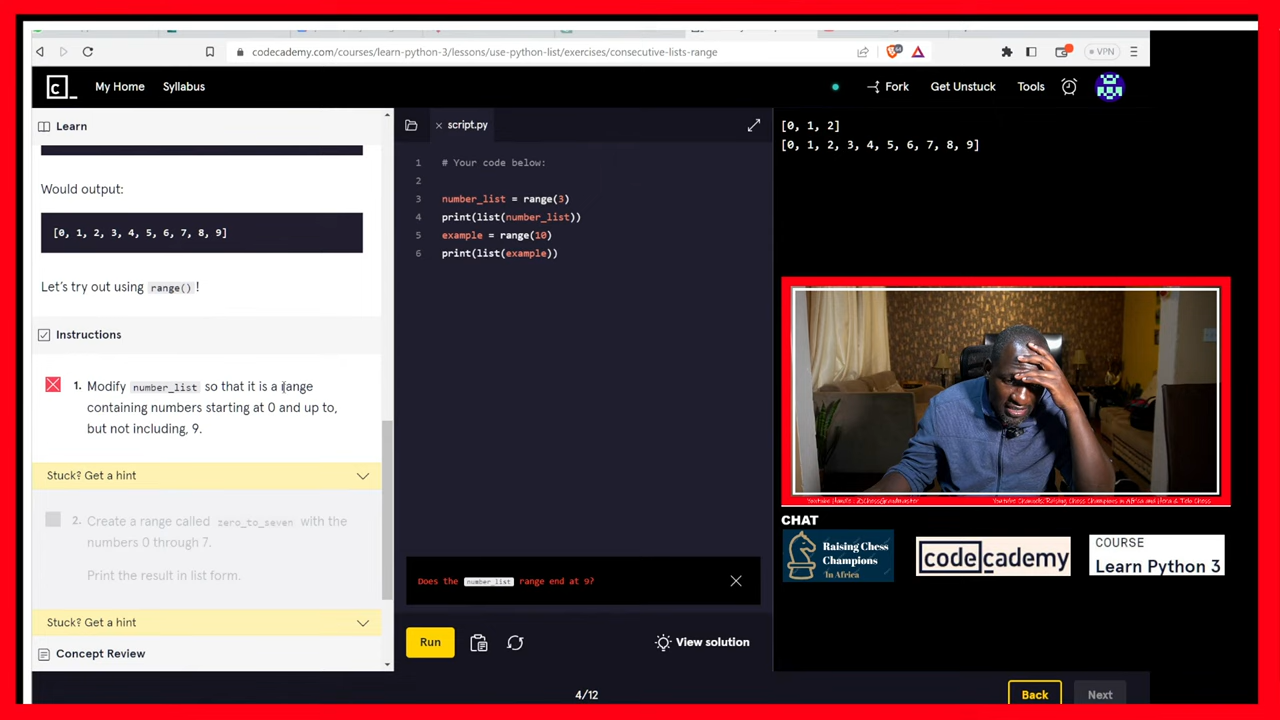 codecademy.com/courses/learn-python-3/lessons/use-python-list/exercises/consecutive-lists-range
VPN
c_
My Home
Syllabus
Fork
Get Unstuck
Tools
Learn
Would output:
[0, 1, 2, 3, 4, 5, 6, 7, 8, 9]
Let's try out using range() !
Instructions
1. Modify number_list so that it is a range
containing numbers starting at 0 and up to,
but not including, 9.
Stuck? Get a hint
2. Create a range called zero_to_seven with the
numbers 0 through 7.
Print the result in list form.
Stuck? Get a hint
Concept Review
script.py
1 # Your code below:
2
3 number_list = range(3)
4 print(list(number_list))
5 example = range(10)
6 print(list(example))
Does the number_list range end at 9?
Run
View solution
[0, 1, 2]
[0, 1, 2, 3, 4, 5, 6, 7, 8, 9]
CHAT
Raising Chess
Champions
In Africa
codecademy
COURSE
Learn Python 3
4/12
Back
Next